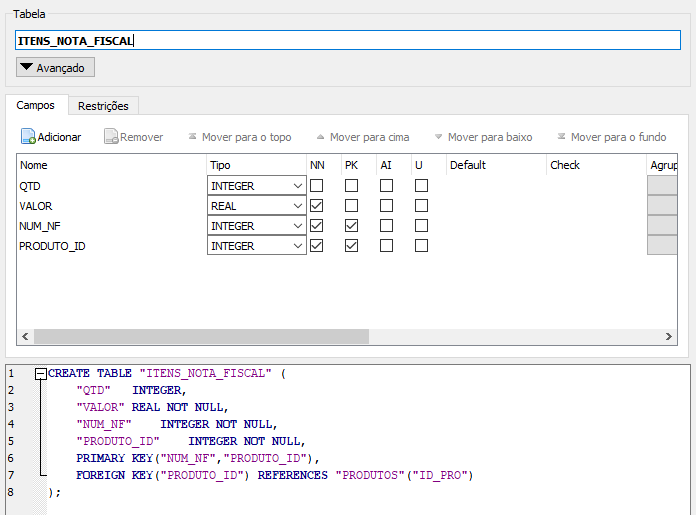 Tabela
ITENS_NOTA_FISCAL
Avançado
Campos Restrições
Adicionar Remover Mover para o topo Mover para cima Mover para baixo Mover para o fundo
Nome Tipo NN PK AI U Default Check Agrup
QTD INTEGER
VALOR REAL
NUM_NF INTEGER
PRODUTO_ID INTEGER
1 CREATE TABLE "ITENS_NOTA_FISCAL" (
2 "QTD" INTEGER,
3 "VALOR" REAL NOT NULL,
4 "NUM_NF" INTEGER NOT NULL,
5 "PRODUTO_ID" INTEGER NOT NULL,
6 PRIMARY KEY("NUM_NF","PRODUTO_ID"),
7 FOREIGN KEY("PRODUTO_ID") REFERENCES "PRODUTOS"("ID_PRO")
8 );